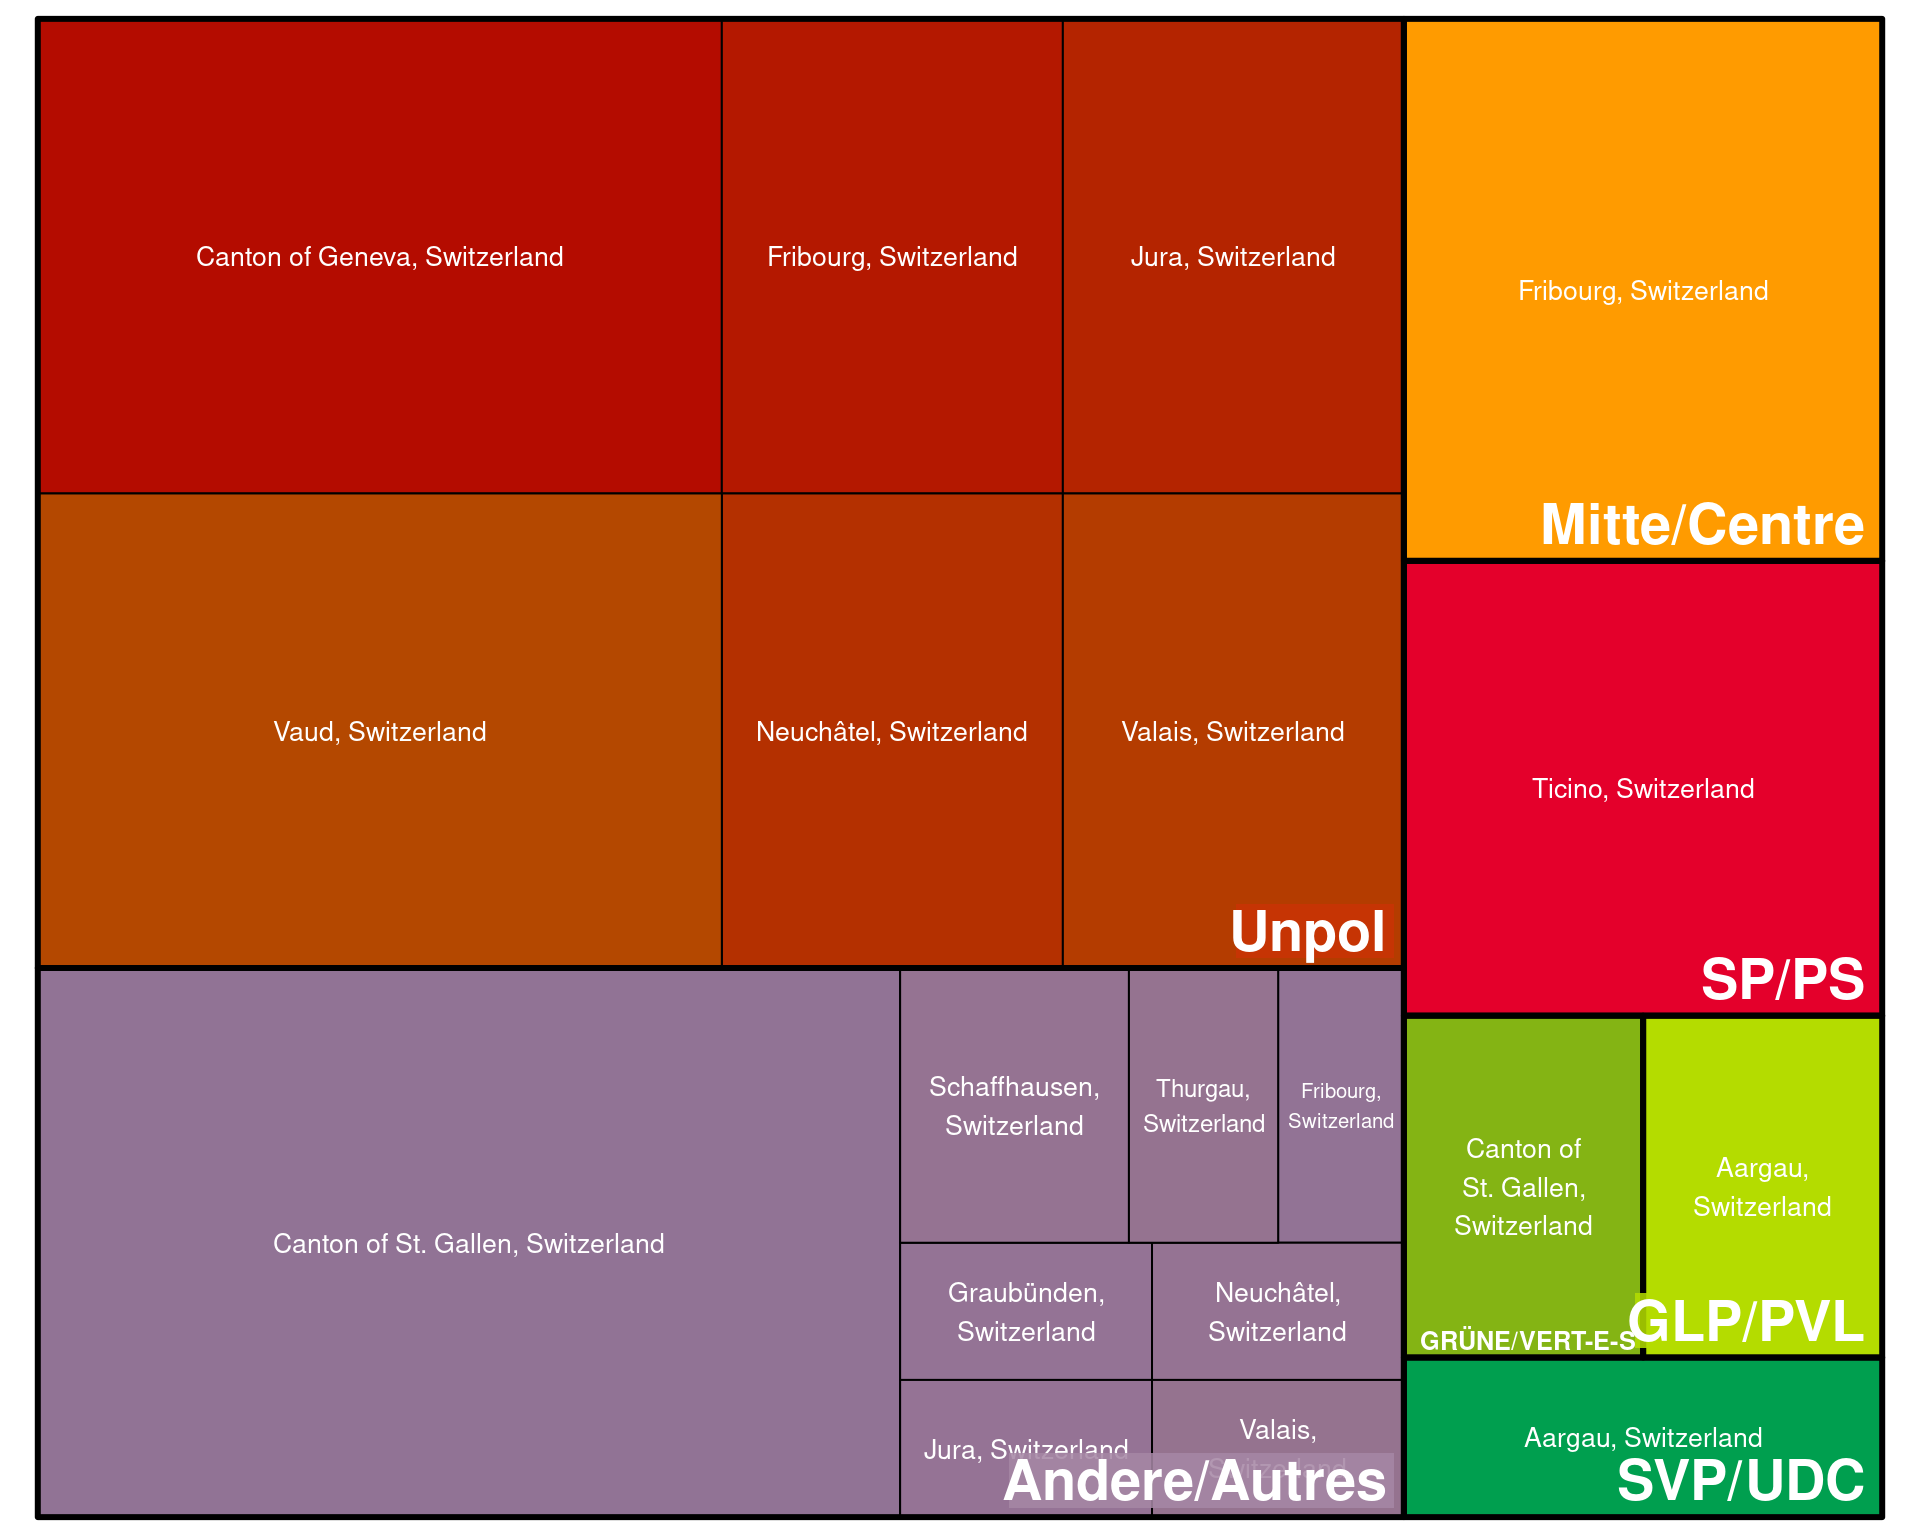 Canton of Geneva, Switzerland
Fribourg, Switzerland
Jura, Switzerland
Fribourg, Switzerland
Mitte/Centre
Vaud, Switzerland
Neuchâtel, Switzerland
Valais, Switzerland
Unpol
Ticino, Switzerland
SP/PS
Canton of St. Gallen, Switzerland
Schaffhausen,
Switzerland
Thurgau,
Switzerland
Fribourg,
Switzerland
Graubünden,
Switzerland
Neuchâtel,
Switzerland
Jura, Switzerland
Valais,
Switzerland
Andere/Autres
Canton of
St. Gallen,
Switzerland
GRÜNE/VERT-E-S
Aargau,
Switzerland
GLP/PVL
Aargau, Switzerland
SVP/UDC